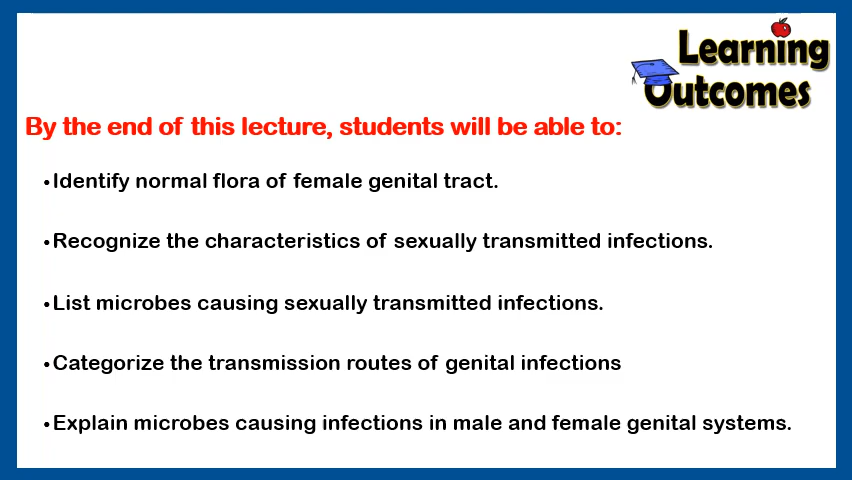 Learning
Outcomes
By the end of this lecture, students will be able to:
•Identify normal flora of female genital tract.
•Recognize the characteristics of sexually transmitted infections.
•List microbes causing sexually transmitted infections.
•Categorize the transmission routes of genital infections
•Explain microbes causing infections in male and female genital systems.